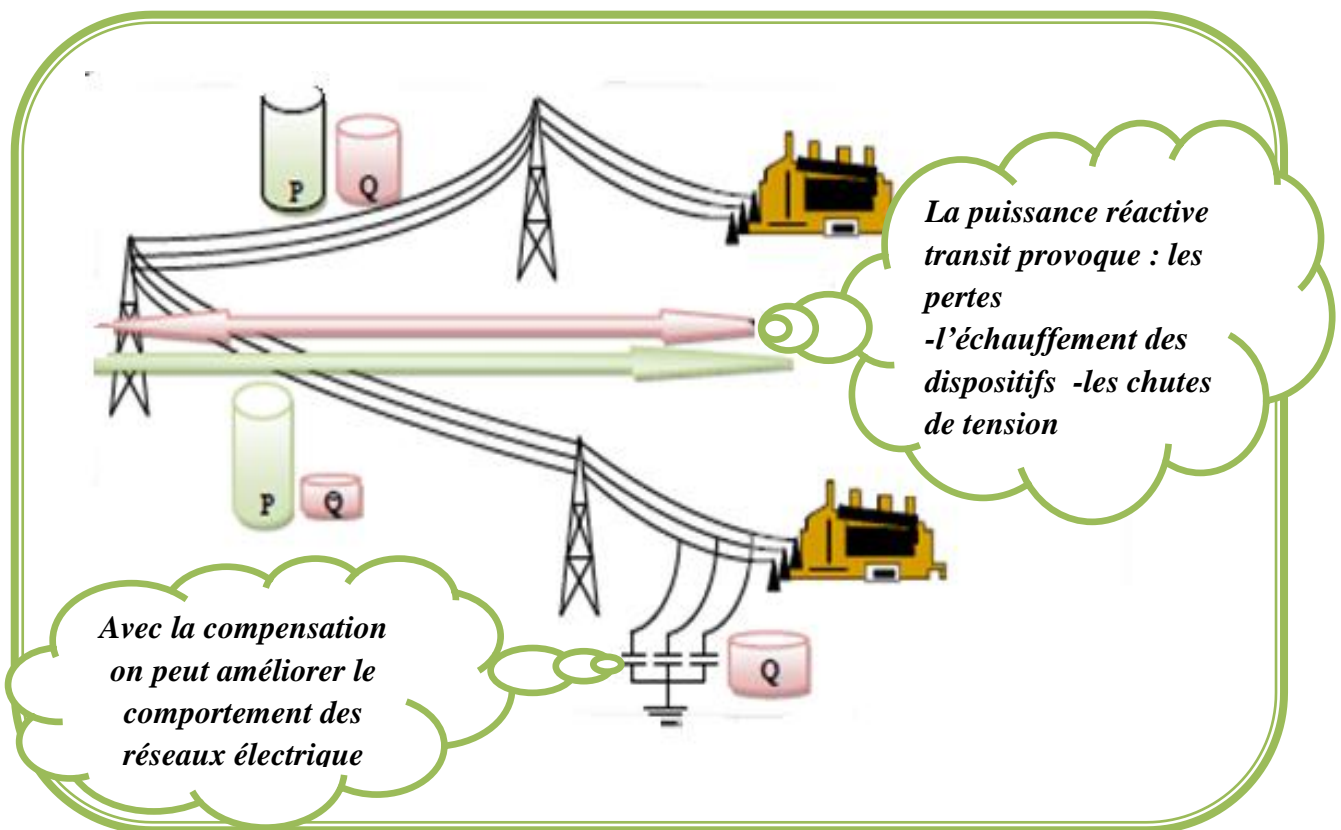 P
Q
La puissance réactive
transit provoque : les
pertes
-l’échauffement des
dispositifs -les chutes
de tension
P
Q
Avec la compensation
on peut améliorer le
comportement des
réseaux électrique
Q